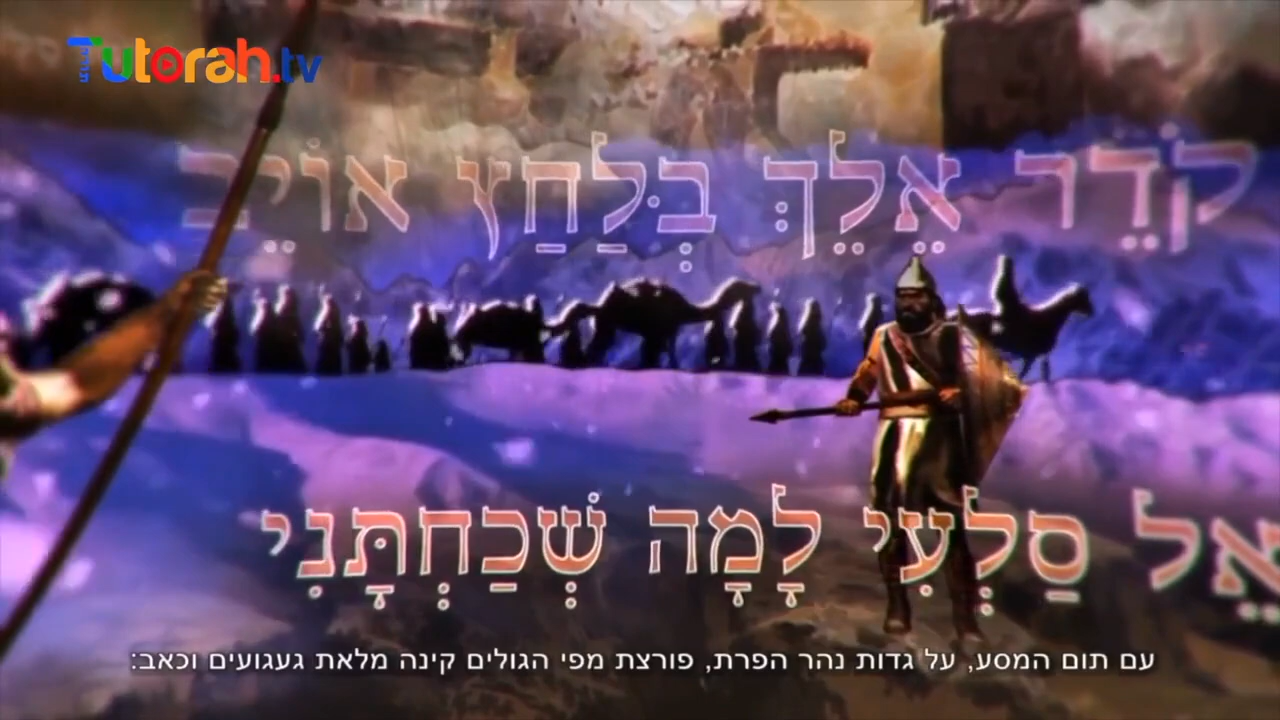 Tutorah.tv
קֹדֵר אֵלֵךְ בְּלַחַץ אוֹיֵב
אֵל סַלְעִי לָמָה שְׁכַחְתָּנִי
עם תום המסע, על גדות נהר הפרת, פורצת מפי הגולים קינה מלאת געגועים וכאב: